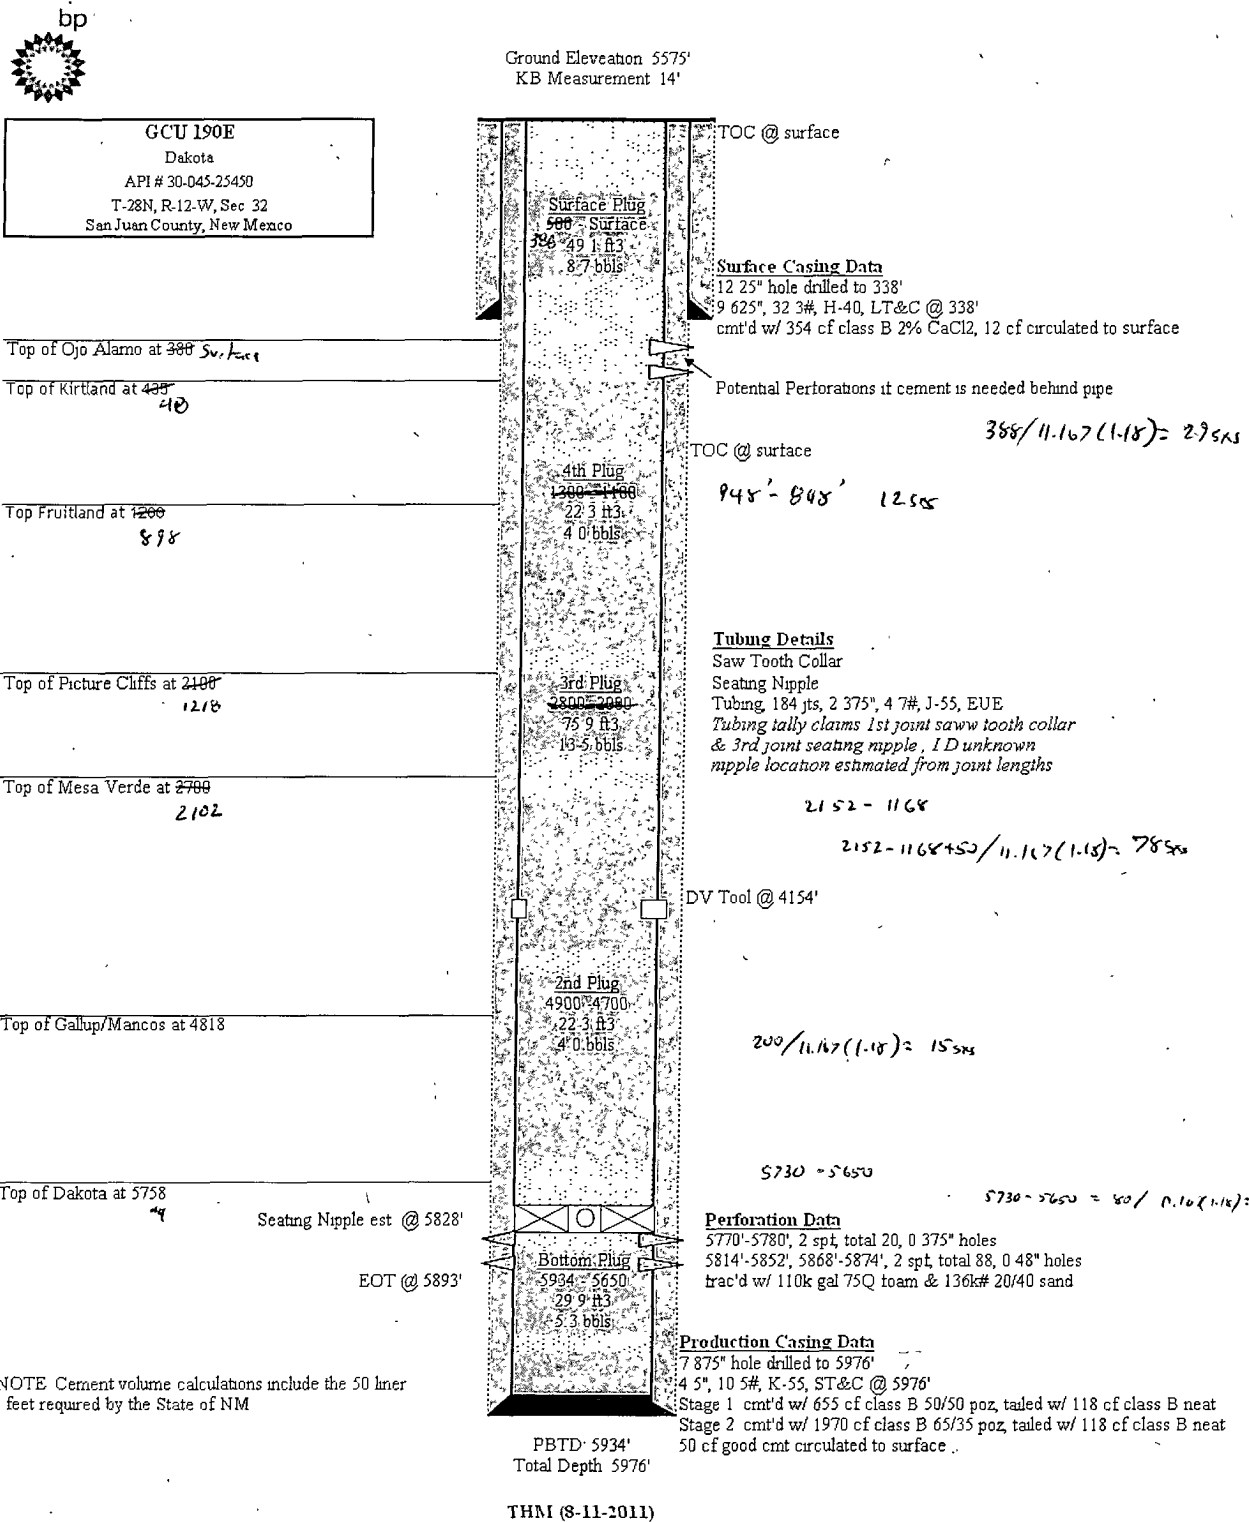 bp
Ground Eleveation 5575'
KB Measurement 14'
GCU 190E
Dakota
API # 30-045-25450
T-28N, R-12-W, Sec 32
San Juan County, New Mexico
TOC @ surface
Surface Plug
500 - Surface
388 49 1 ft3
8 7 bbls
Surface Casing Data
12 25" hole drilled to 338'
9 625", 32 3#, H-40, LT&C @ 338'
cmt'd w/ 354 cf class B 2% CaCl2, 12 cf circulated to surface
Top of Ojo Alamo at 380 Surface
Top of Kirtland at 435
40
Potential Perforations if cement is needed behind pipe
388/11.167(1.18)= 29sxs
TOC @ surface
4th Plug
1300 - 1100
22 3 ft3
4 0 bbls
948' - 848' 12sxs
Top Fruitland at 1200
898
Tubing Details
Saw Tooth Collar
Seating Nipple
Tubing, 184 jts, 2 375", 4 7#, J-55, EUE
Tubing tally claims 1st joint saww tooth collar
& 3rd joint seating nipple, I D unknown
nipple location estimated from joint lengths
Top of Picture Cliffs at 2100
1218
3rd Plug
2800 - 2080
75 9 ft3
13-5 bbls
Top of Mesa Verde at 2700
2102
2152 - 1168
2152-1168+50/11.167(1.18)= 78sxs
DV Tool @ 4154'
2nd Plug
4900 - 4700
22 3 ft3
4 0 bbls
Top of Gallup/Mancos at 4818
200/11.167(1.18)= 15sxs
Top of Dakota at 5758
5730 - 5650
5730-5650 = 80/ 11.167(1.18)=
Seating Nipple est @ 5828'
Perforation Data
5770'-5780', 2 spt, total 20, 0 375" holes
5814'-5852', 5868'-5874', 2 spt, total 88, 0 48" holes
frac'd w/ 110k gal 75Q foam & 136k# 20/40 sand
EOT @ 5893'
Bottom Plug
5934 - 5650
29 9 ft3
5.3 bbls
Production Casing Data
7 875" hole drilled to 5976'
4 5", 10 5#, K-55, ST&C @ 5976'
Stage 1 cmt'd w/ 655 cf class B 50/50 poz, tailed w/ 118 cf class B neat
Stage 2 cmt'd w/ 1970 cf class B 65/35 poz, tailed w/ 118 cf class B neat
50 cf good cmt circulated to surface
NOTE Cement volume calculations include the 50 liner
feet required by the State of NM
PBTD: 5934'
Total Depth 5976'
THM (8-11-2011)